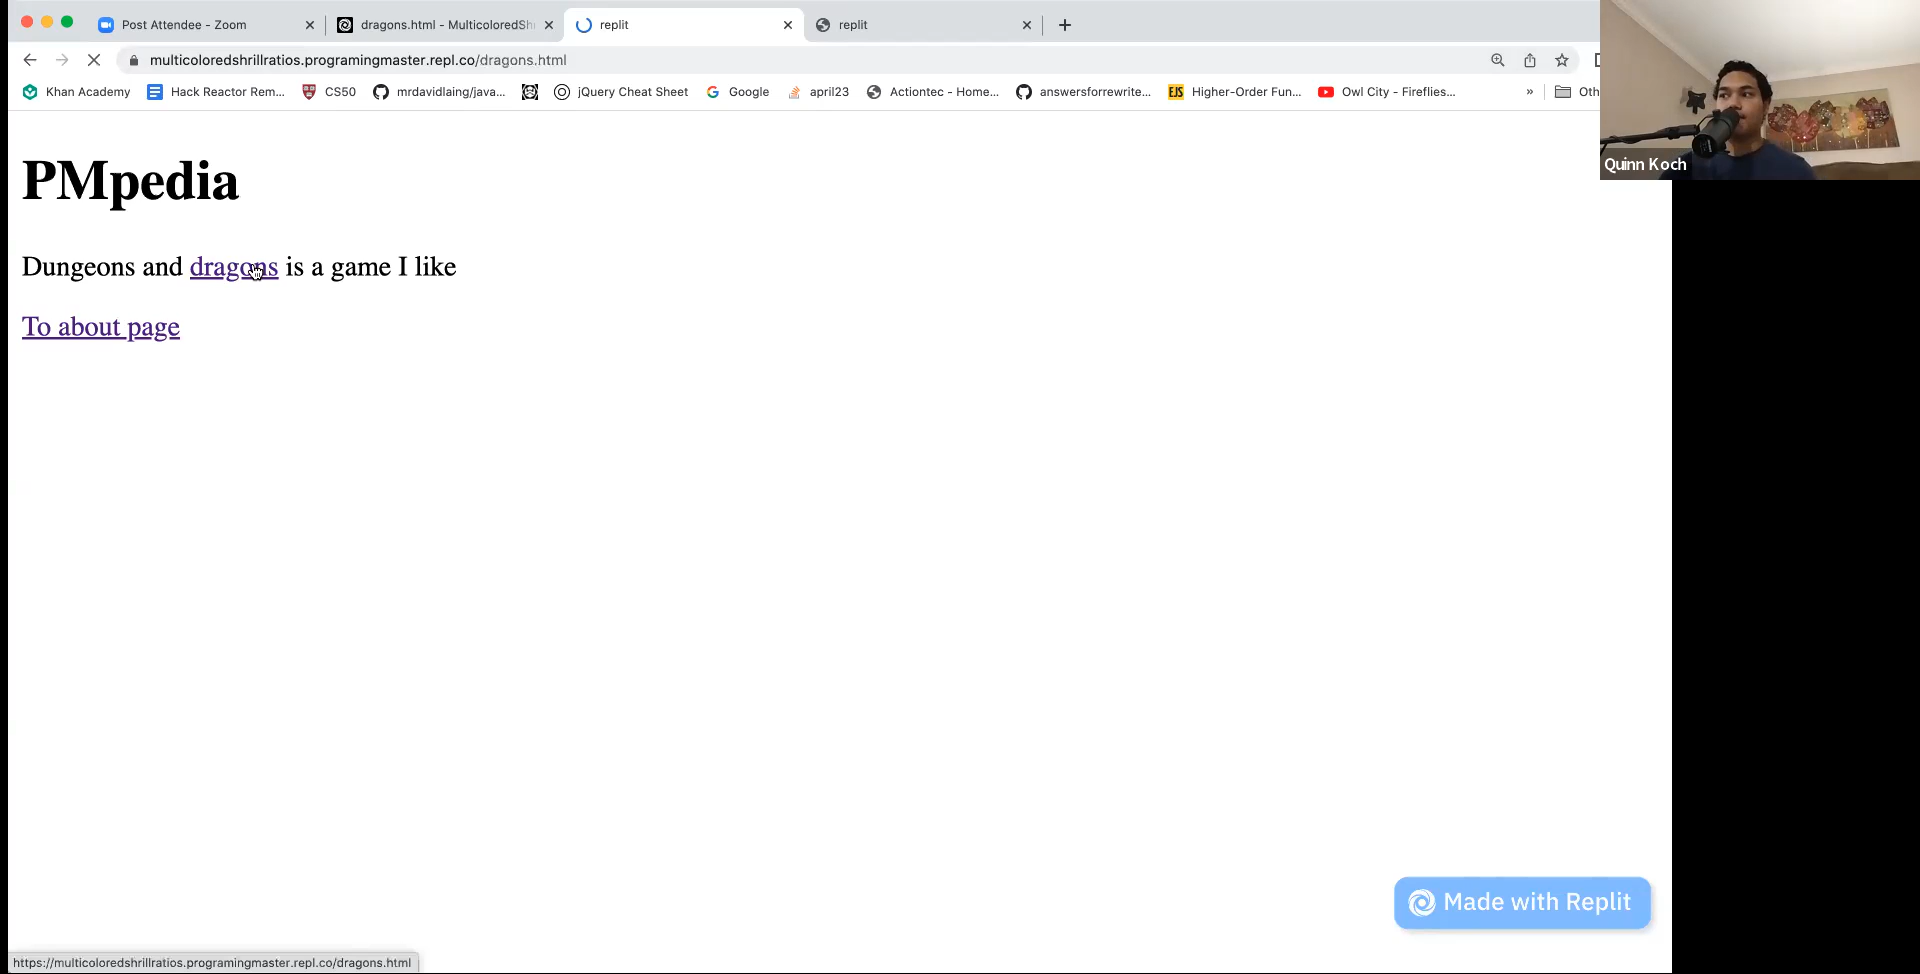 Post Attendee - Zoom
dragons.html - MulticoloredSh
replit
replit
multicoloredshrillratios.programingmaster.repl.co/dragons.html
Khan Academy
Hack Reactor Rem...
CS50
mrdavidlaing/java...
jQuery Cheat Sheet
Google
april23
Actiontec - Home...
answersforrewrite...
EJS
Higher-Order Fun...
Owl City - Fireflies...
»
Oth
Quinn Koch
PMpedia
Dungeons and dragons is a game I like
To about page
Made with Replit
https://multicoloredshrillratios.programingmaster.repl.co/dragons.html